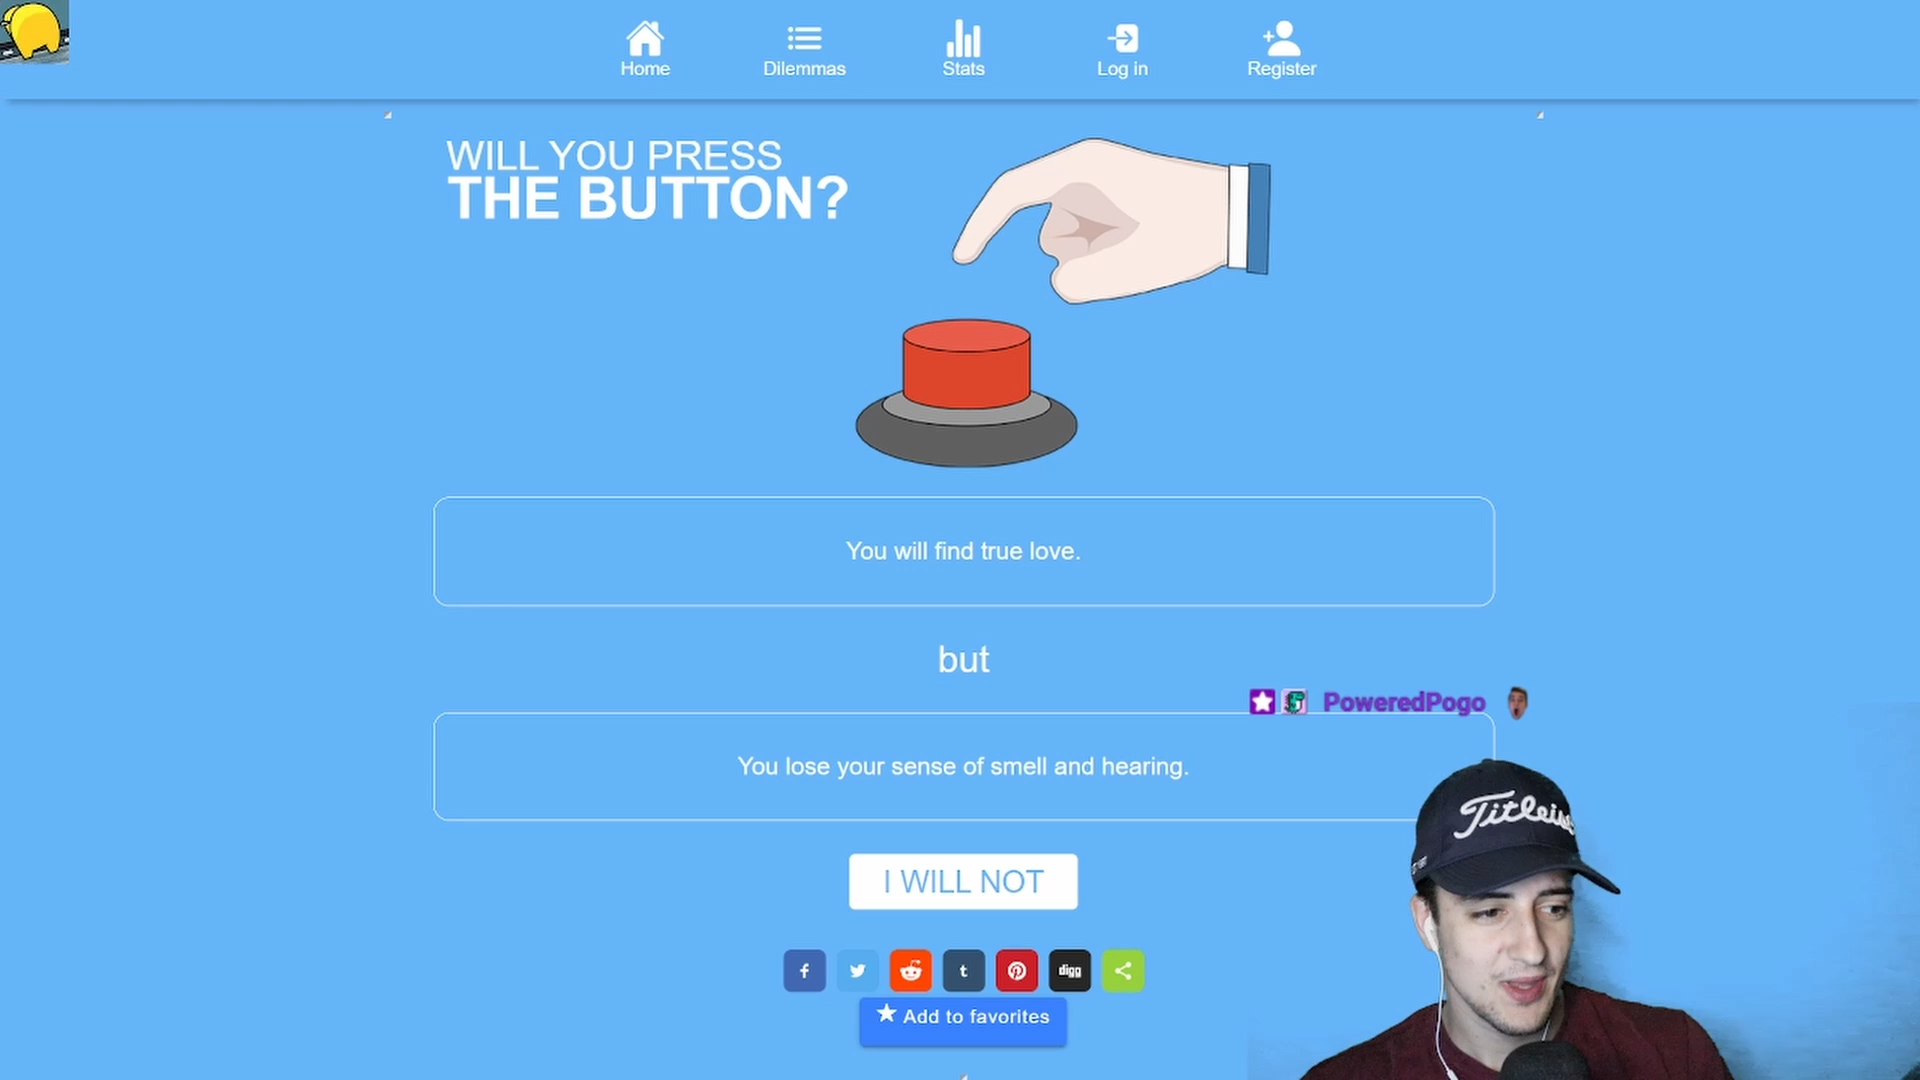 Home
Dilemmas
Stats
Log in
Register
WILL YOU PRESS
THE BUTTON?
You will find true love.
but
PoweredPogo
You lose your sense of smell and hearing.
I WILL NOT
f
t
digg
Add to favorites